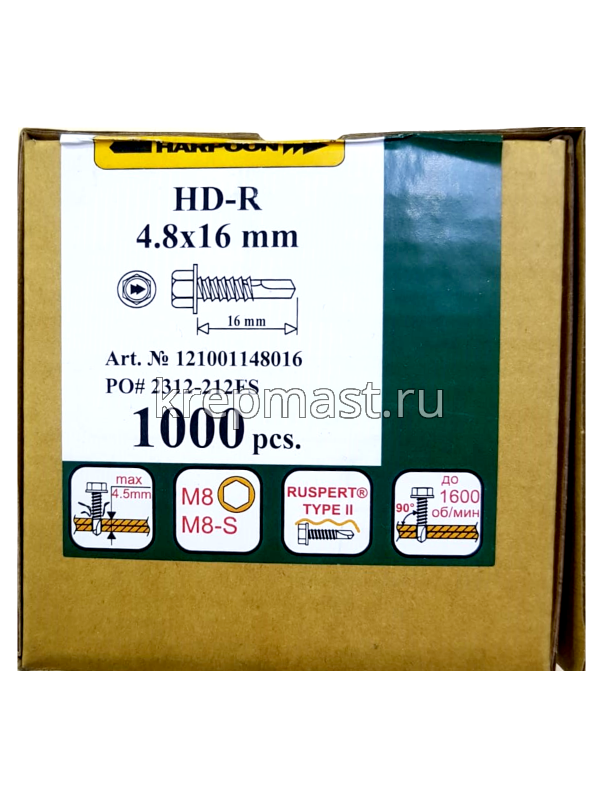 HARPOON
HD-R
4.8x16 mm
16 mm
Art. № 121001148016
PO# 2312-212FS
krepmast.ru
1000 pcs.
max
4.5mm
M8
M8-S
RUSPERT®
TYPE II
до
1600
об/мин
90°